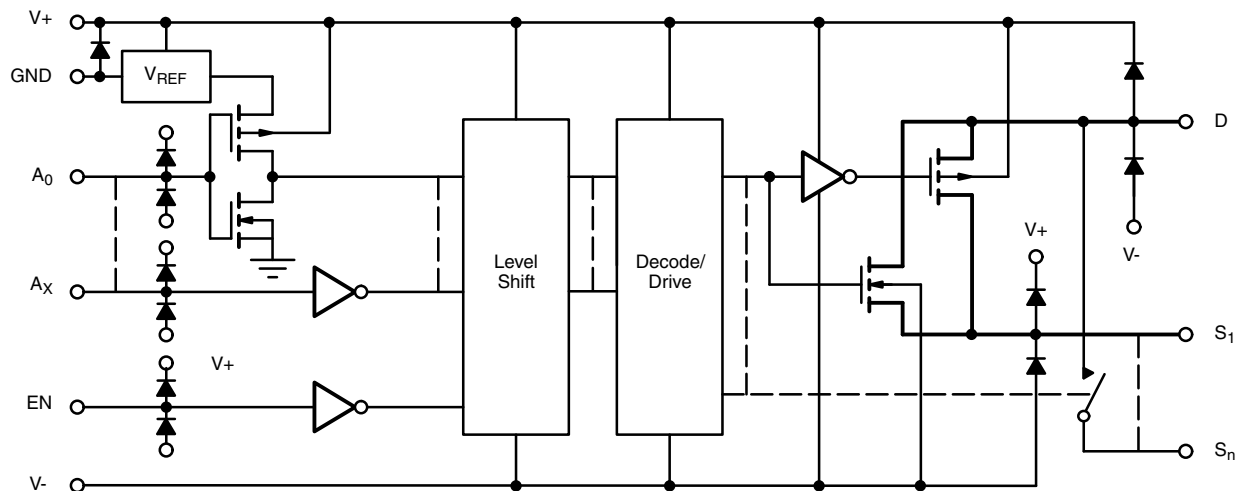 V+
GND
VREF
A0
AX
Level
Shift
Decode/
Drive
D
V+
V-
S1
V+
EN
Sn
V-